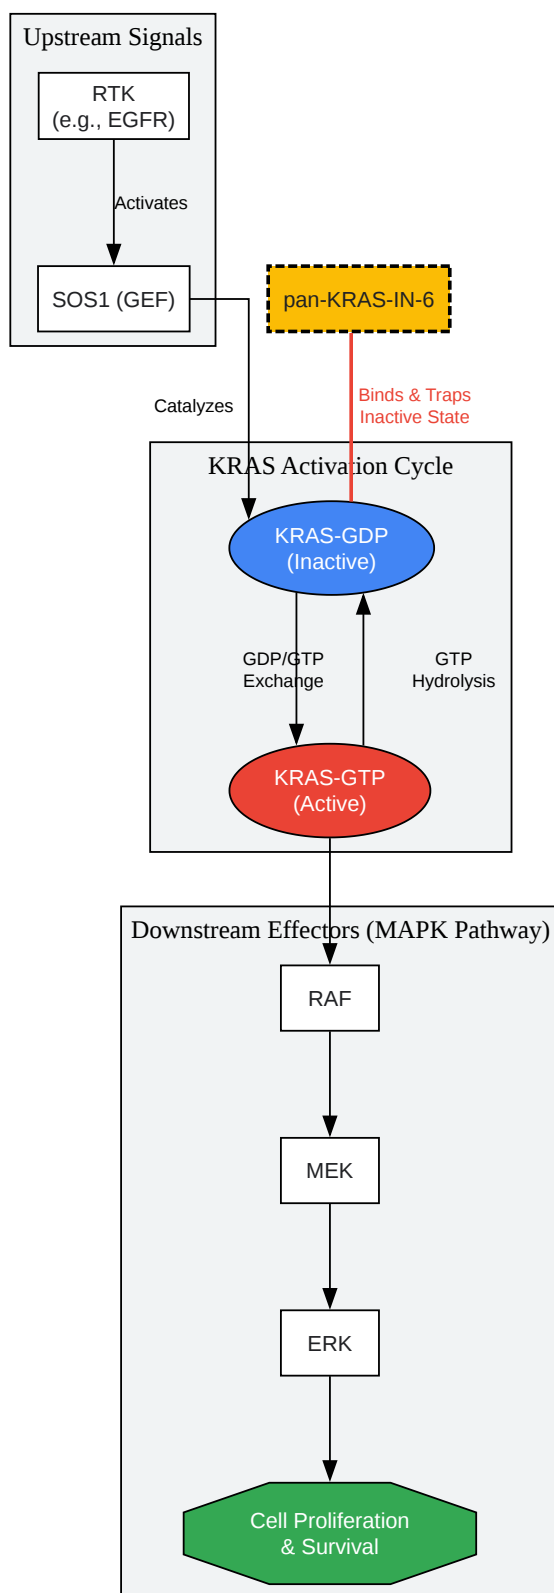 Upstream Signals
RTK
(e.g., EGFR)
Activates
SOS1 (GEF)
pan-KRAS-IN-6
Catalyzes
Binds & Traps
Inactive State
KRAS Activation Cycle
KRAS-GDP
(Inactive)
GDP/GTP
Exchange
GTP
Hydrolysis
KRAS-GTP
(Active)
Downstream Effectors (MAPK Pathway)
RAF
MEK
ERK
Cell Proliferation
& Survival